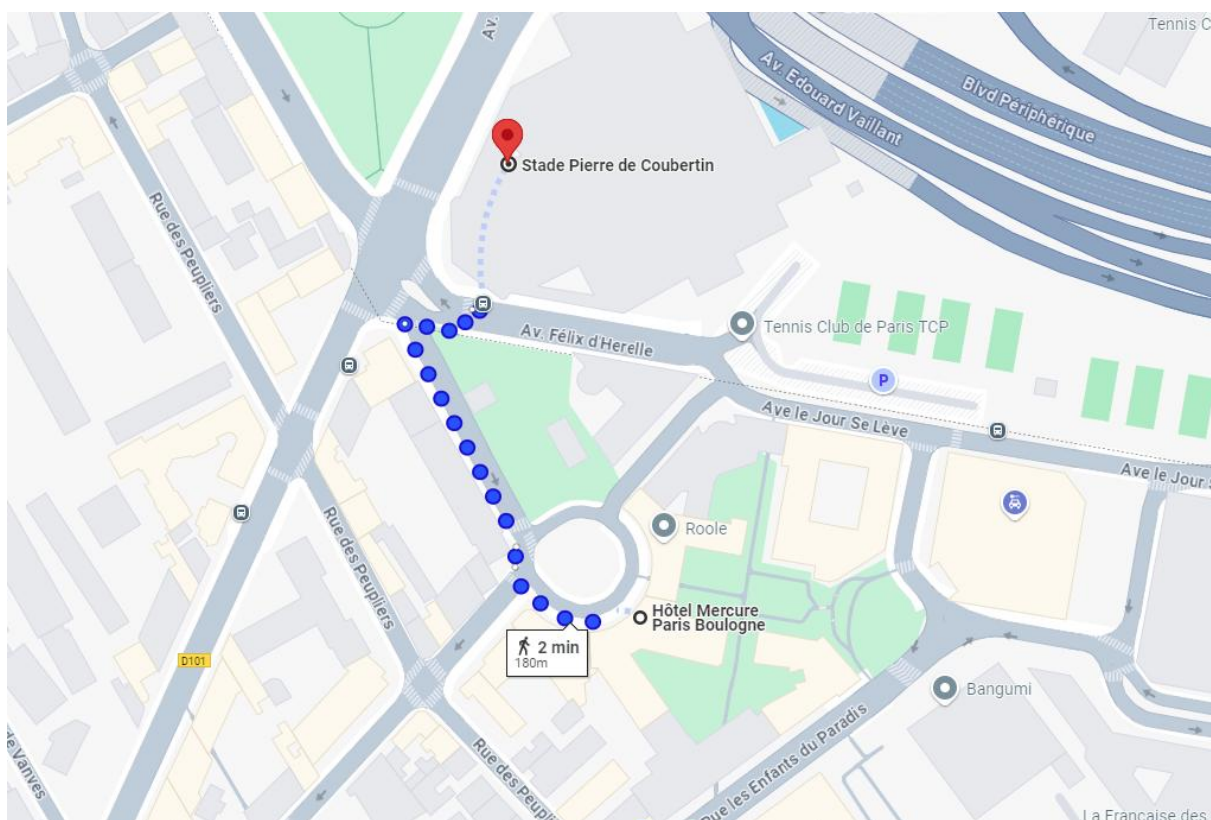 Tennis C
Av.
Av. Edouard Vaillant
Blvd Périphérique
Stade Pierre de Coubertin
Rue des Peupliers
Av. Félix d'Herelle
Tennis Club de Paris TCP
P
Ave le Jour Se Lève
Ave le Jour S
Roole
Rue des Peupliers
Hôtel Mercure
Paris Boulogne
2 min
180m
D101
Bangumi
de Vanves
Rue des Peupl
Rue les Enfants du Paradis
La Française des